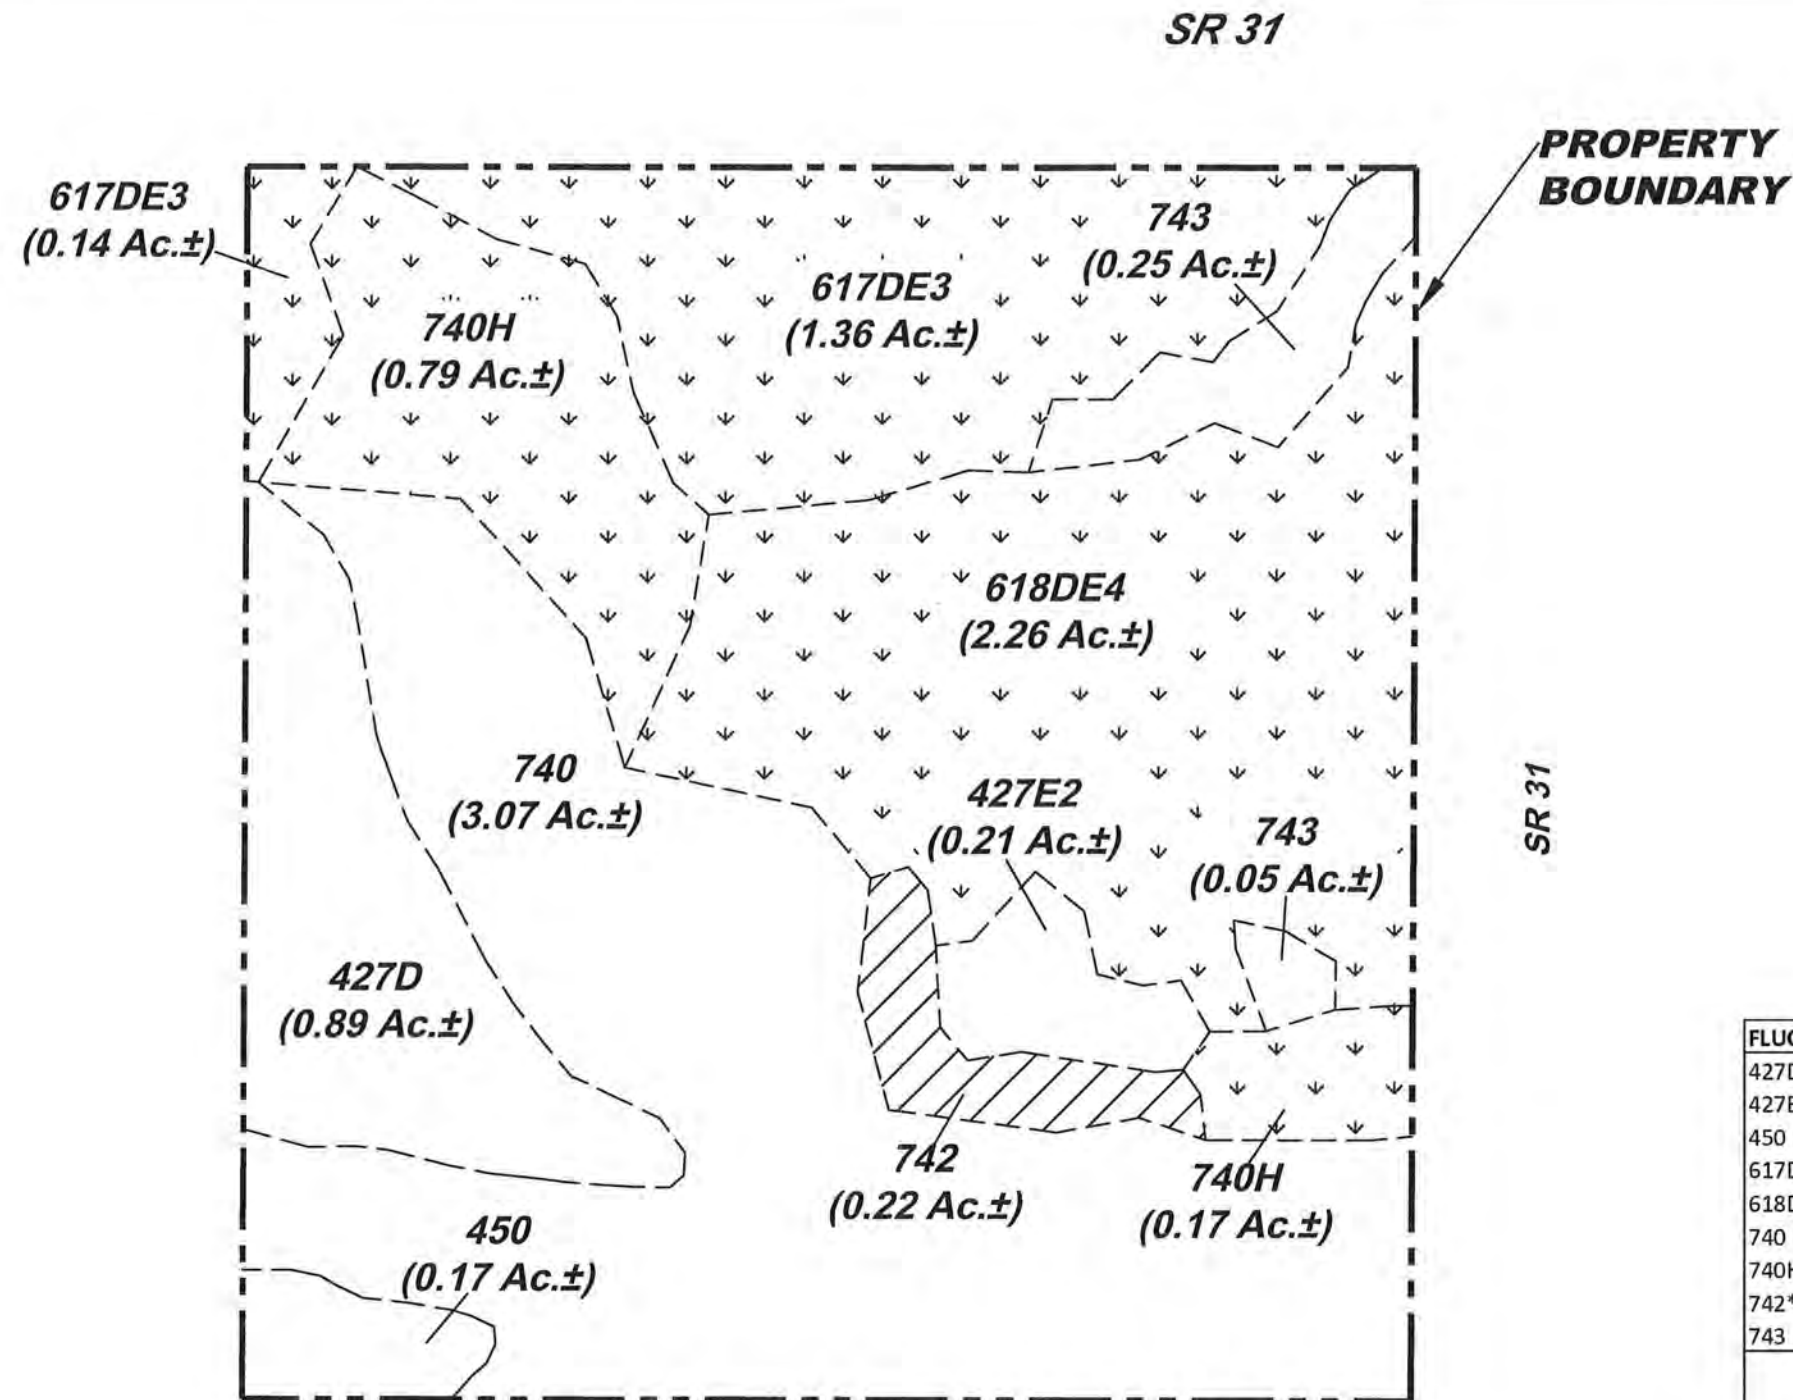 SR 31
PROPERTY
BOUNDARY
617DE3
(0.14 Ac.±)
743
(0.25 Ac.±)
617DE3
(1.36 Ac.±)
740H
(0.79 Ac.±)
618DE4
(2.26 Ac.±)
740
(3.07 Ac.±)
427E2
(0.21 Ac.±)
743
(0.05 Ac.±)
SR 31
427D
(0.89 Ac.±)
742
(0.22 Ac.±)
740H
(0.17 Ac.±)
450
(0.17 Ac.±)
450
740
743